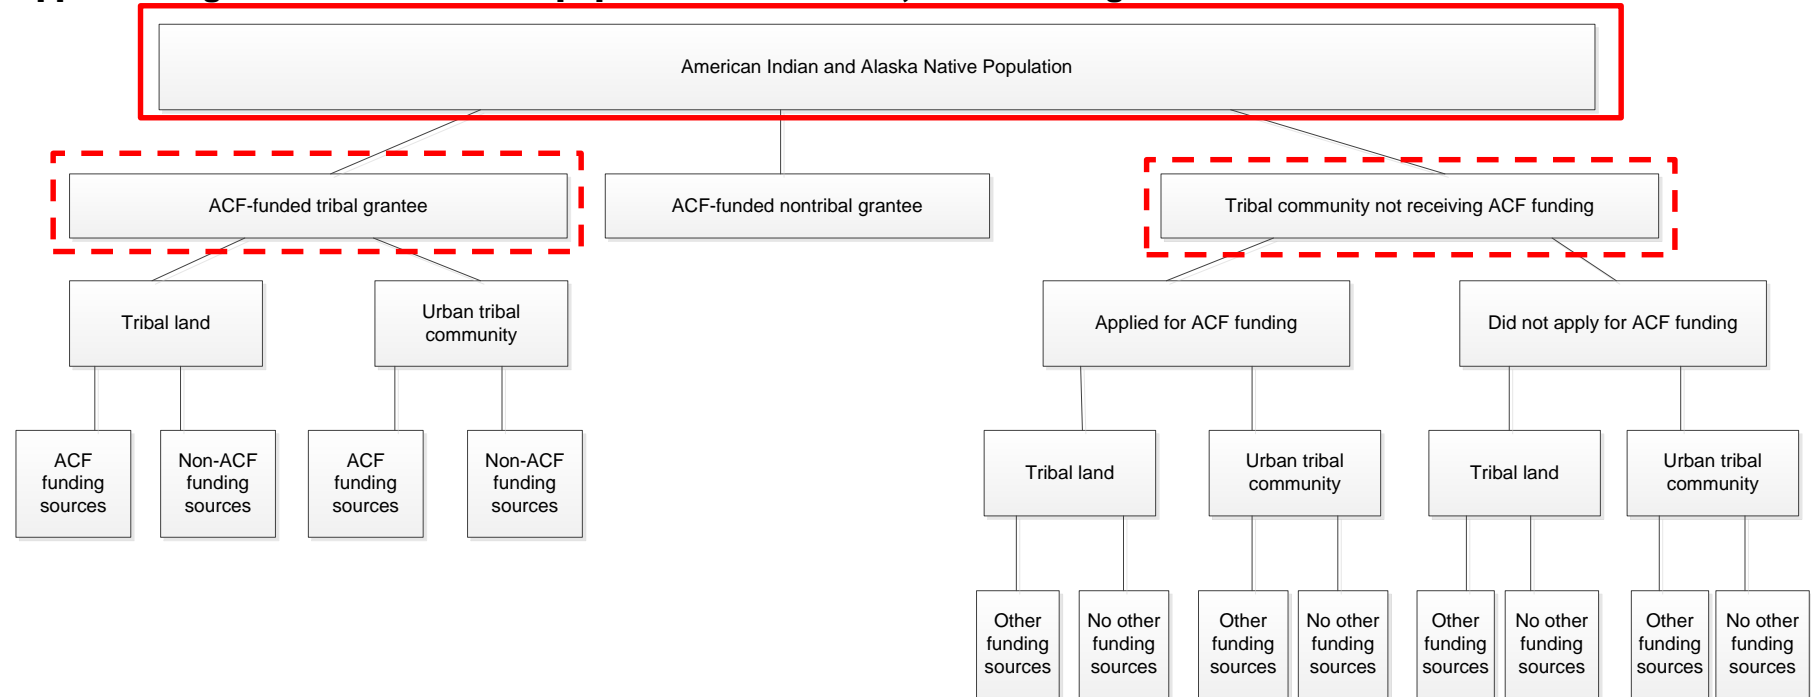 American Indian and Alaska Native Population
ACF-funded tribal grantee
ACF-funded nontribal grantee
Tribal community not receiving ACF funding
Tribal land
Urban tribal
community
Applied for ACF funding
Did not apply for ACF funding
ACF
funding
sources
Non-ACF
funding
sources
ACF
funding
sources
Non-ACF
funding
sources
Tribal land
Urban tribal
community
Tribal land
Urban tribal
community
Other
funding
sources
No other
funding
sources
Other
funding
sources
No other
funding
sources
Other
funding
sources
No other
funding
sources
Other
funding
sources
No other
funding
sources